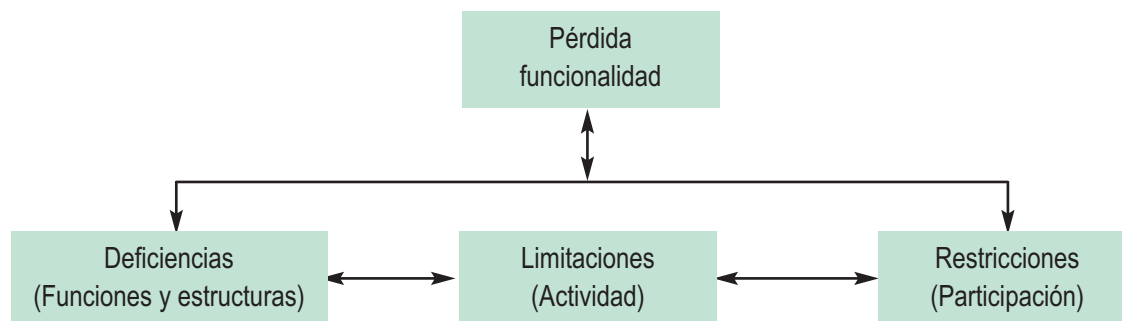 Pérdida
funcionalidad
Deficiencias
(Funciones y estructuras)
Limitaciones
(Actividad)
Restricciones
(Participación)